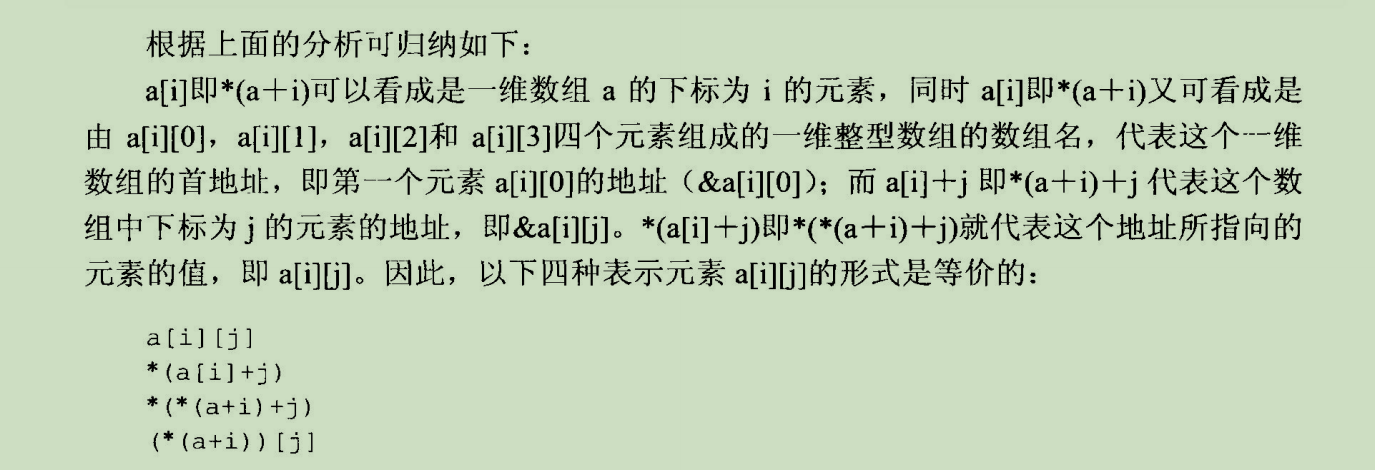 根据上面的分析可归纳如下：
a[i]即*(a＋i)可以看成是一维数组 a 的下标为 i 的元素，同时 a[i]即*(a＋i)又可看成是
由 a[i][0]，a[i][1]，a[i][2]和 a[i][3]四个元素组成的一维整型数组的数组名，代表这个一维
数组的首地址，即第一个元素 a[i][0]的地址（&a[i][0]）；而 a[i]＋j 即*(a＋i)＋j 代表这个数
组中下标为 j 的元素的地址，即&a[i][j]。*(a[i]＋j)即*(*(a＋i)＋j)就代表这个地址所指向的
元素的值，即 a[i][j]。因此，以下四种表示元素 a[i][j]的形式是等价的：
a[i][j]
*(a[i]+j)
*(*(a+i)+j)
(*(a+i))[j]